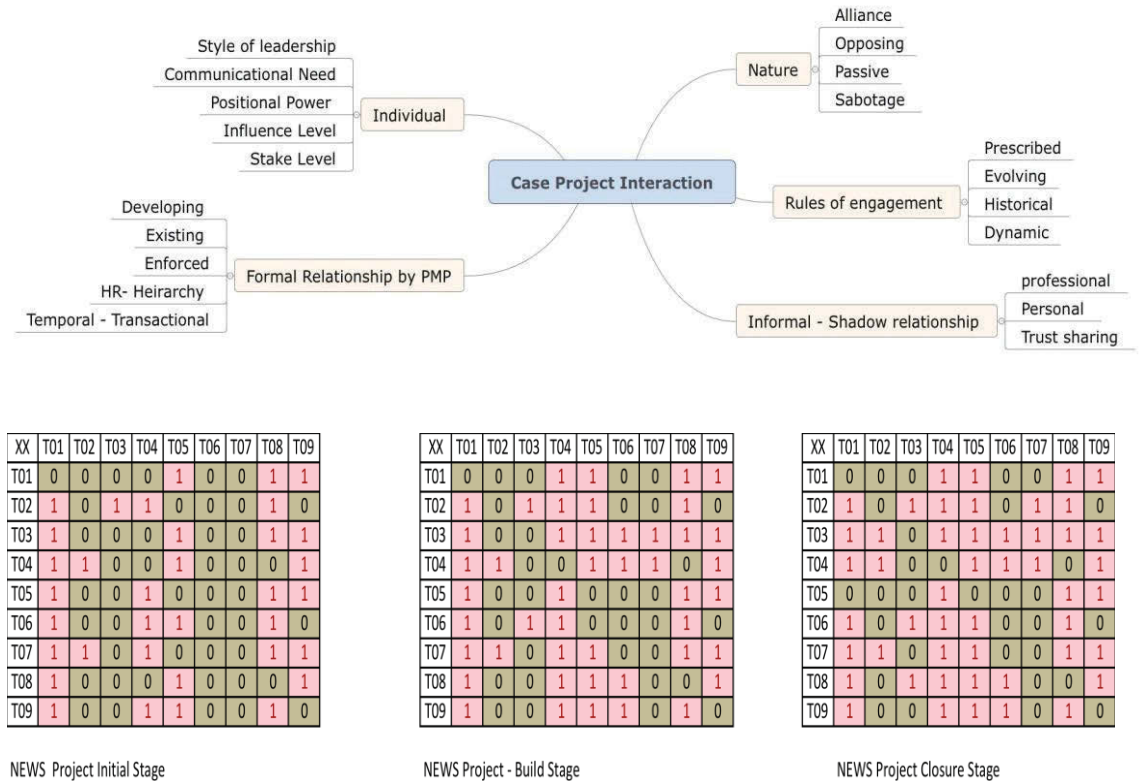 Case Project Interaction
Individual
Style of leadership
Communicational Need
Positional Power
Influence Level
Stake Level
Formal Relationship by PMP
Developing
Existing
Enforced
HR- Heirarchy
Temporal - Transactional
Nature
Alliance
Opposing
Passive
Sabotage
Rules of engagement
Prescribed
Evolving
Historical
Dynamic
Informal - Shadow relationship
professional
Personal
Trust sharing
XX T01 T02 T03 T04 T05 T06 T07 T08 T09
T01 0 0 0 0 1 0 0 1 1
T02 1 0 1 1 0 0 0 1 0
T03 1 0 0 0 1 0 0 1 1
T04 1 1 0 0 1 0 0 0 1
T05 1 0 0 1 0 0 0 1 1
T06 1 0 0 1 1 0 0 1 0
T07 1 1 0 1 0 0 0 1 1
T08 1 0 0 0 1 0 0 0 1
T09 1 0 0 1 1 0 0 1 0
NEWS Project Initial Stage
XX T01 T02 T03 T04 T05 T06 T07 T08 T09
T01 0 0 0 1 1 0 0 1 1
T02 1 0 1 1 1 0 0 1 0
T03 1 0 0 1 1 1 1 1 1
T04 1 1 0 0 1 1 1 0 1
T05 1 0 0 1 0 0 0 1 1
T06 1 0 1 1 0 0 0 1 0
T07 1 1 0 1 1 0 0 1 1
T08 1 0 0 1 1 1 0 0 1
T09 1 0 0 1 1 1 0 1 0
NEWS Project - Build Stage
XX T01 T02 T03 T04 T05 T06 T07 T08 T09
T01 0 0 0 1 1 0 0 1 1
T02 1 0 1 1 1 0 1 1 0
T03 1 1 0 1 1 1 1 1 1
T04 1 1 0 0 1 1 1 0 1
T05 0 0 0 1 0 0 0 1 1
T06 1 0 1 1 1 0 0 1 0
T07 1 1 0 1 1 0 0 1 1
T08 1 0 1 1 1 1 0 0 1
T09 1 0 0 1 1 1 0 1 0
NEWS Project Closure Stage